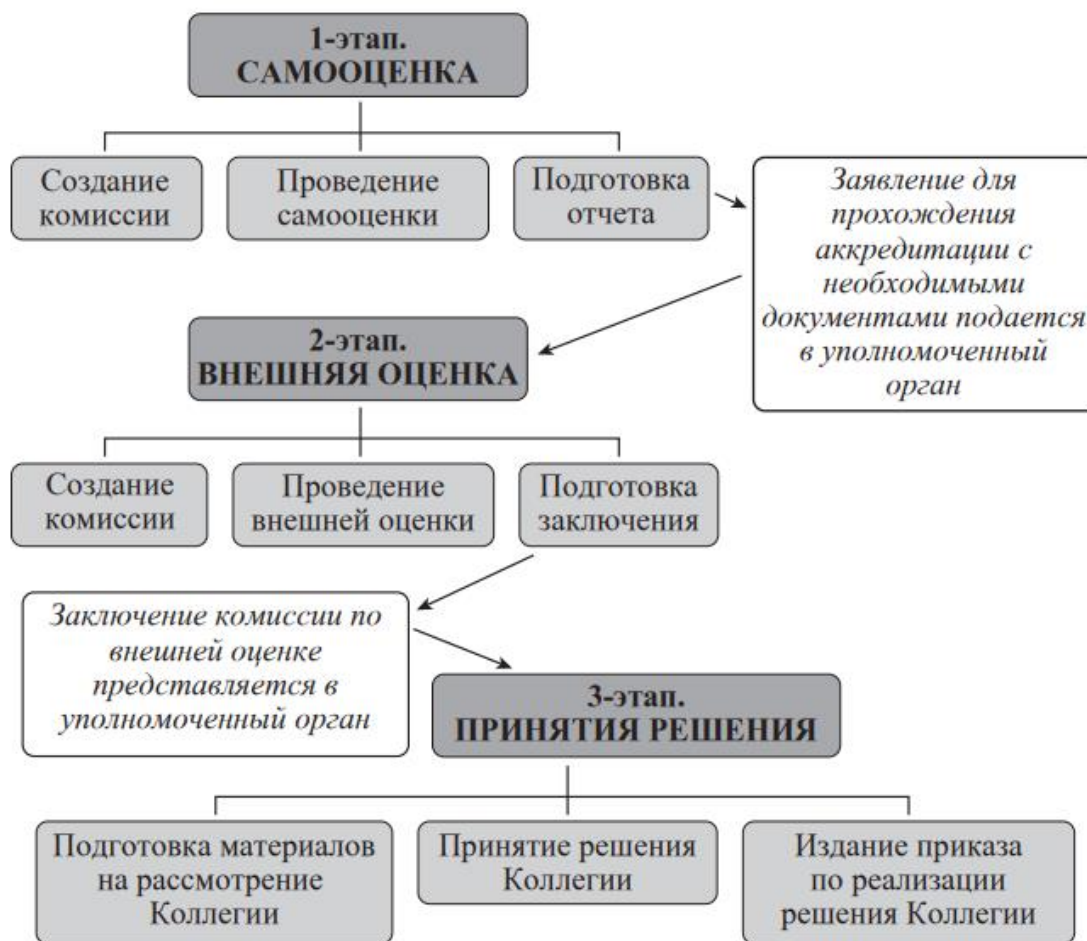 1-этап.
САМООЦЕНКА
Создание
комиссии
Проведение
самооценки
Подготовка
отчета
Заявление для
прохождения
аккредитации с
необходимыми
документами подается
в уполномоченный
орган
2-этап.
ВНЕШНЯЯ ОЦЕНКА
Создание
комиссии
Проведение
внешней оценки
Подготовка
заключения
Заключение комиссии по
внешней оценке
представляется в
уполномоченный орган
3-этап.
ПРИНЯТИЯ РЕШЕНИЯ
Подготовка материалов
на рассмотрение
Коллегии
Принятие решения
Коллегии
Издание приказа
по реализации
решения Коллегии